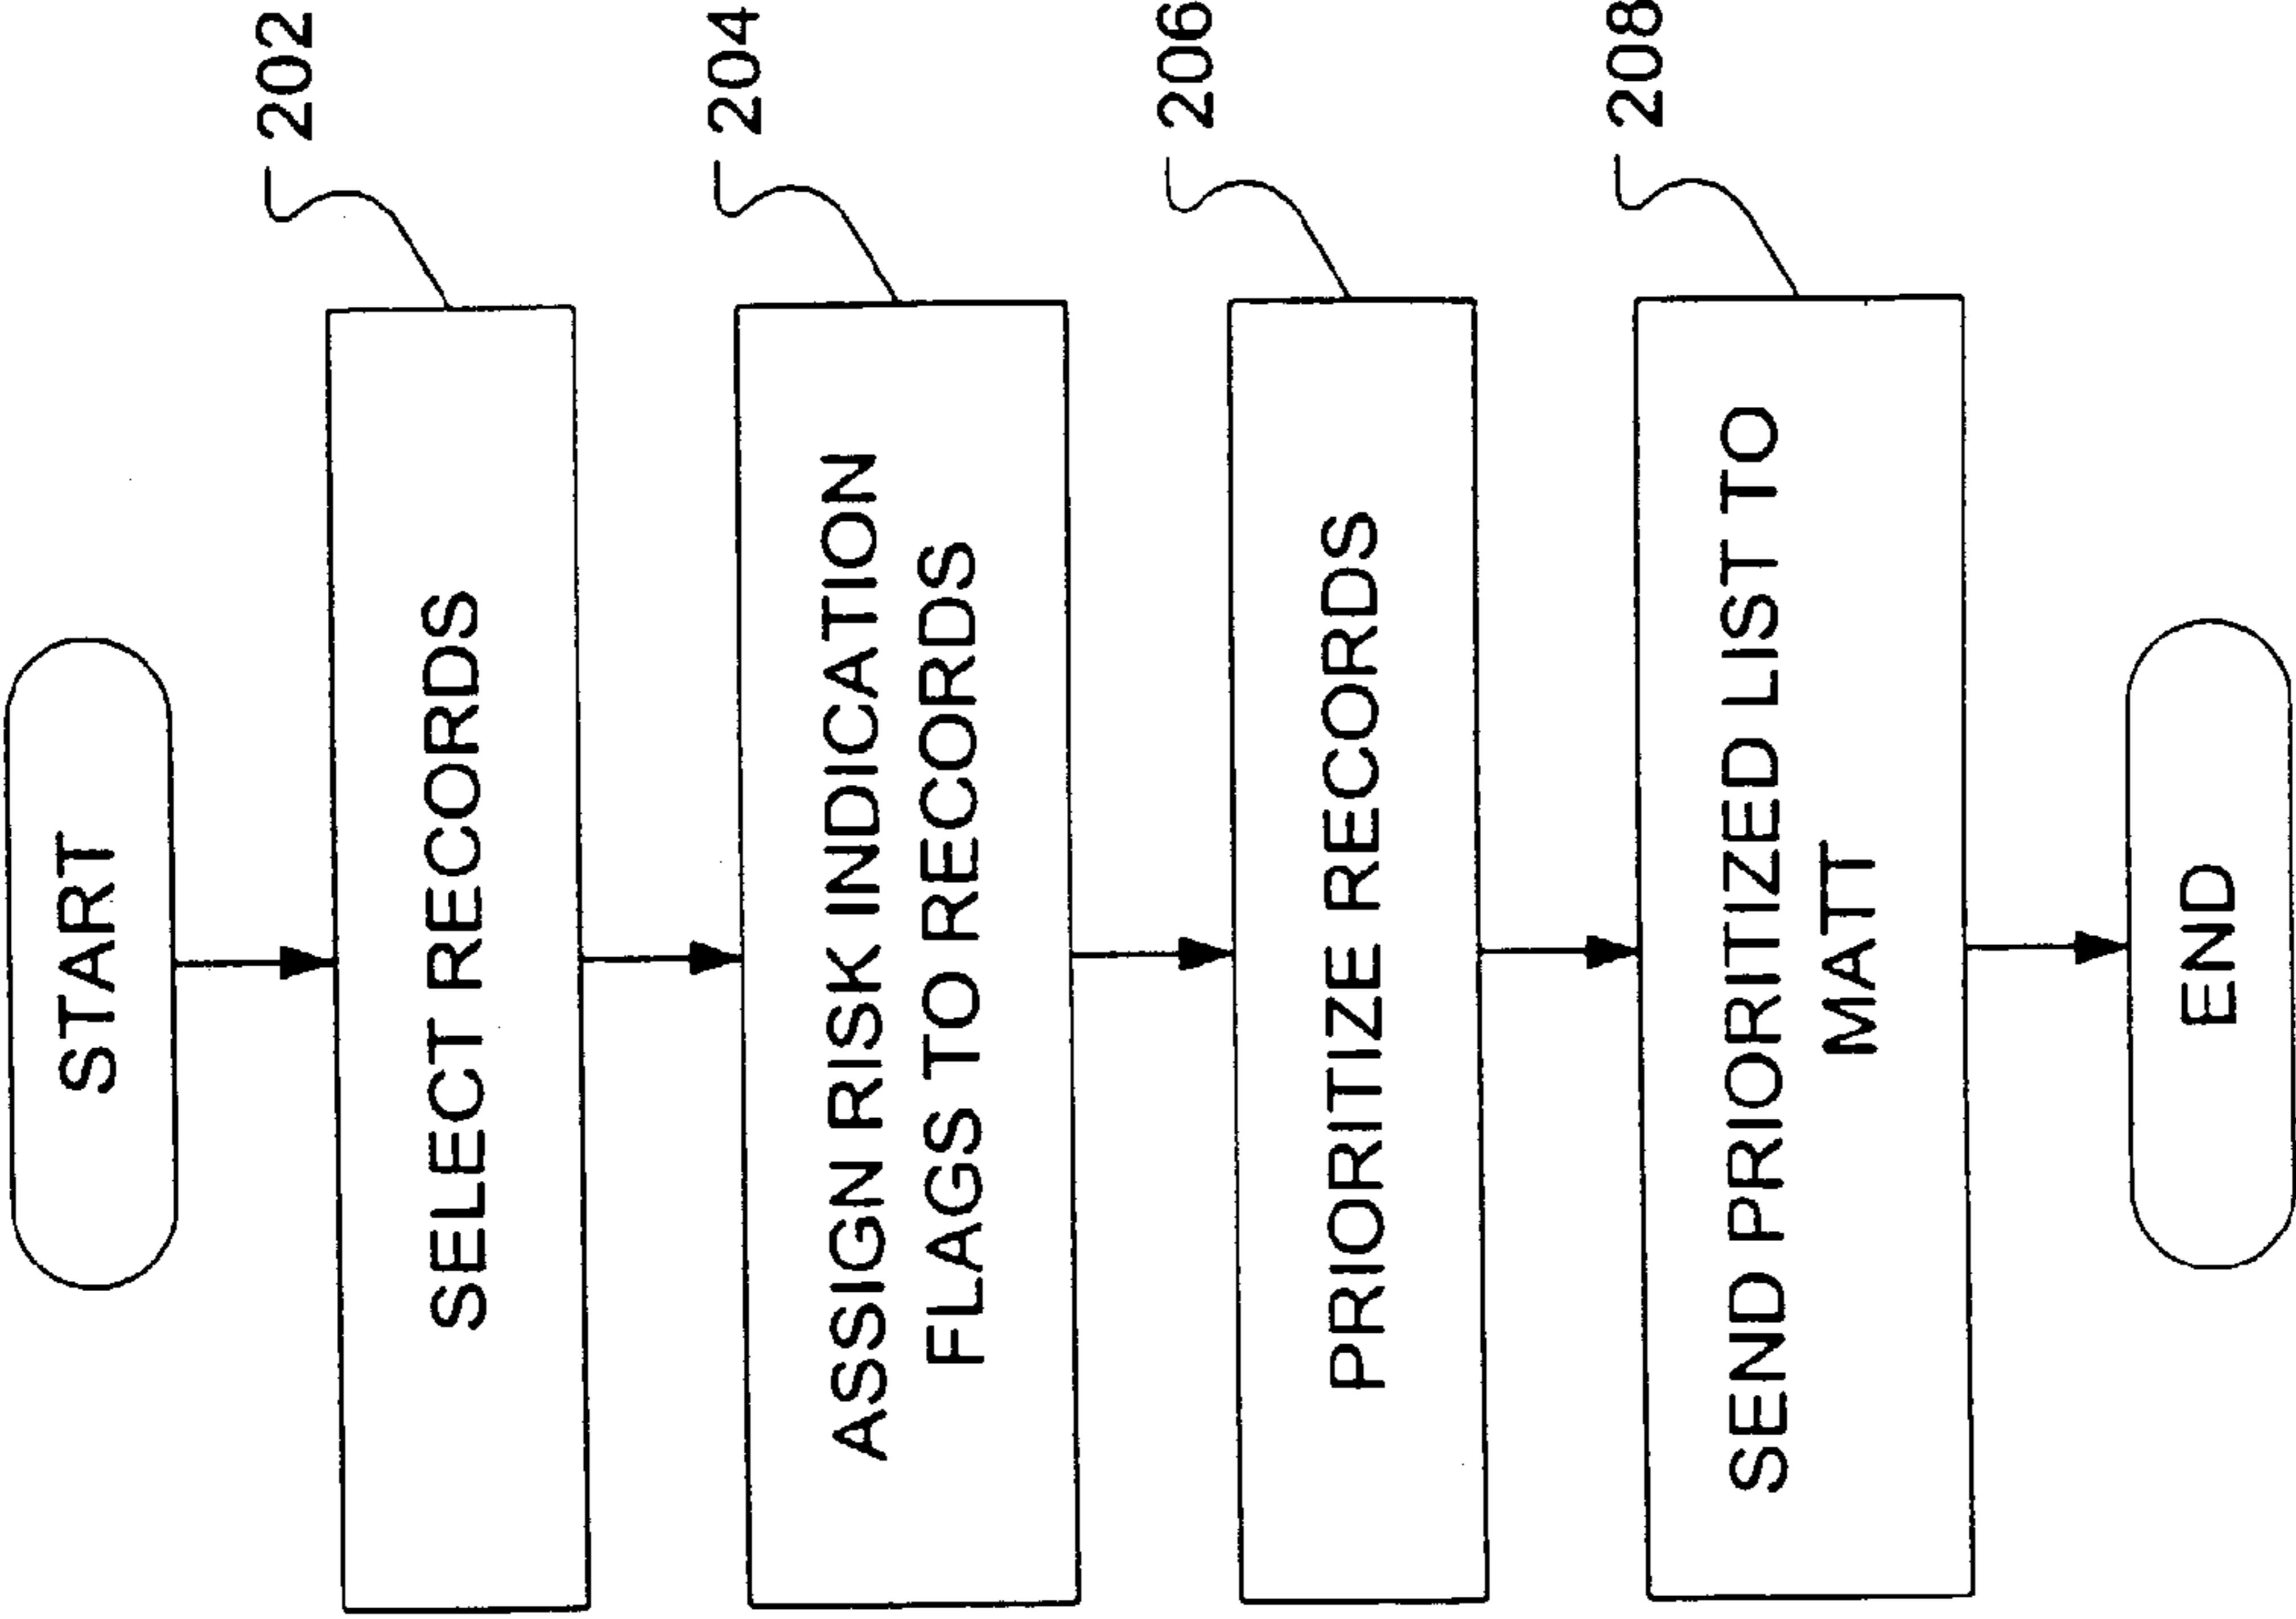 START
SELECT RECORDS
202
ASSIGN RISK INDICATION
FLAGS TO RECORDS
204
PRIORITIZE RECORDS
206
SEND PRIORITIZED LIST TO
MATT
208
END